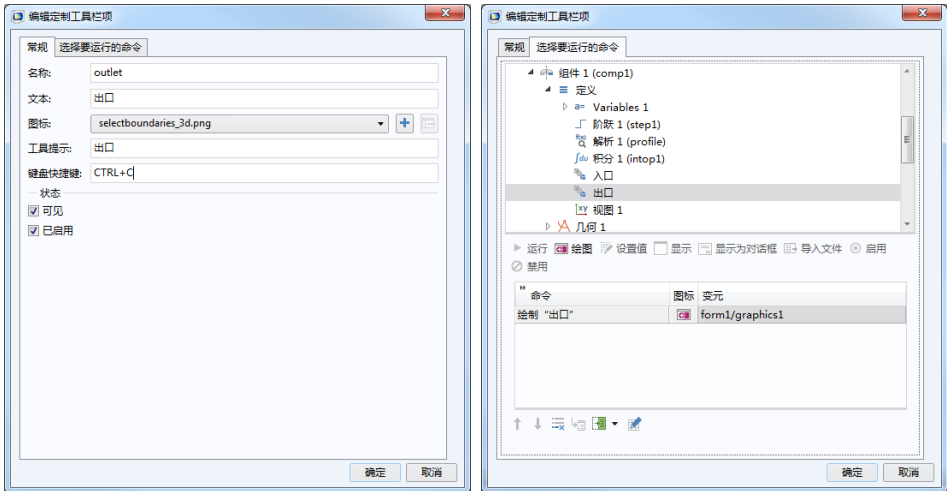 编辑定制工具栏项
常规 选择要运行的命令
名称: outlet
文本: 出口
图标: selectboundaries_3d.png
工具提示: 出口
键盘快捷键: CTRL+C
状态
可见
已启用
确定 取消
编辑定制工具栏项
常规 选择要运行的命令
组件 1 (comp1)
定义
a= Variables 1
阶跃 1 (step1)
f(x) 解析 1 (profile)
∫du 积分 1 (intop1)
入口
出口
xy 视图 1
几何 1
运行 绘图 设置值 显示 显示为对话框 导入文件 启用
禁用
命令 图标 变元
绘制 "出口" form1/graphics1
确定 取消